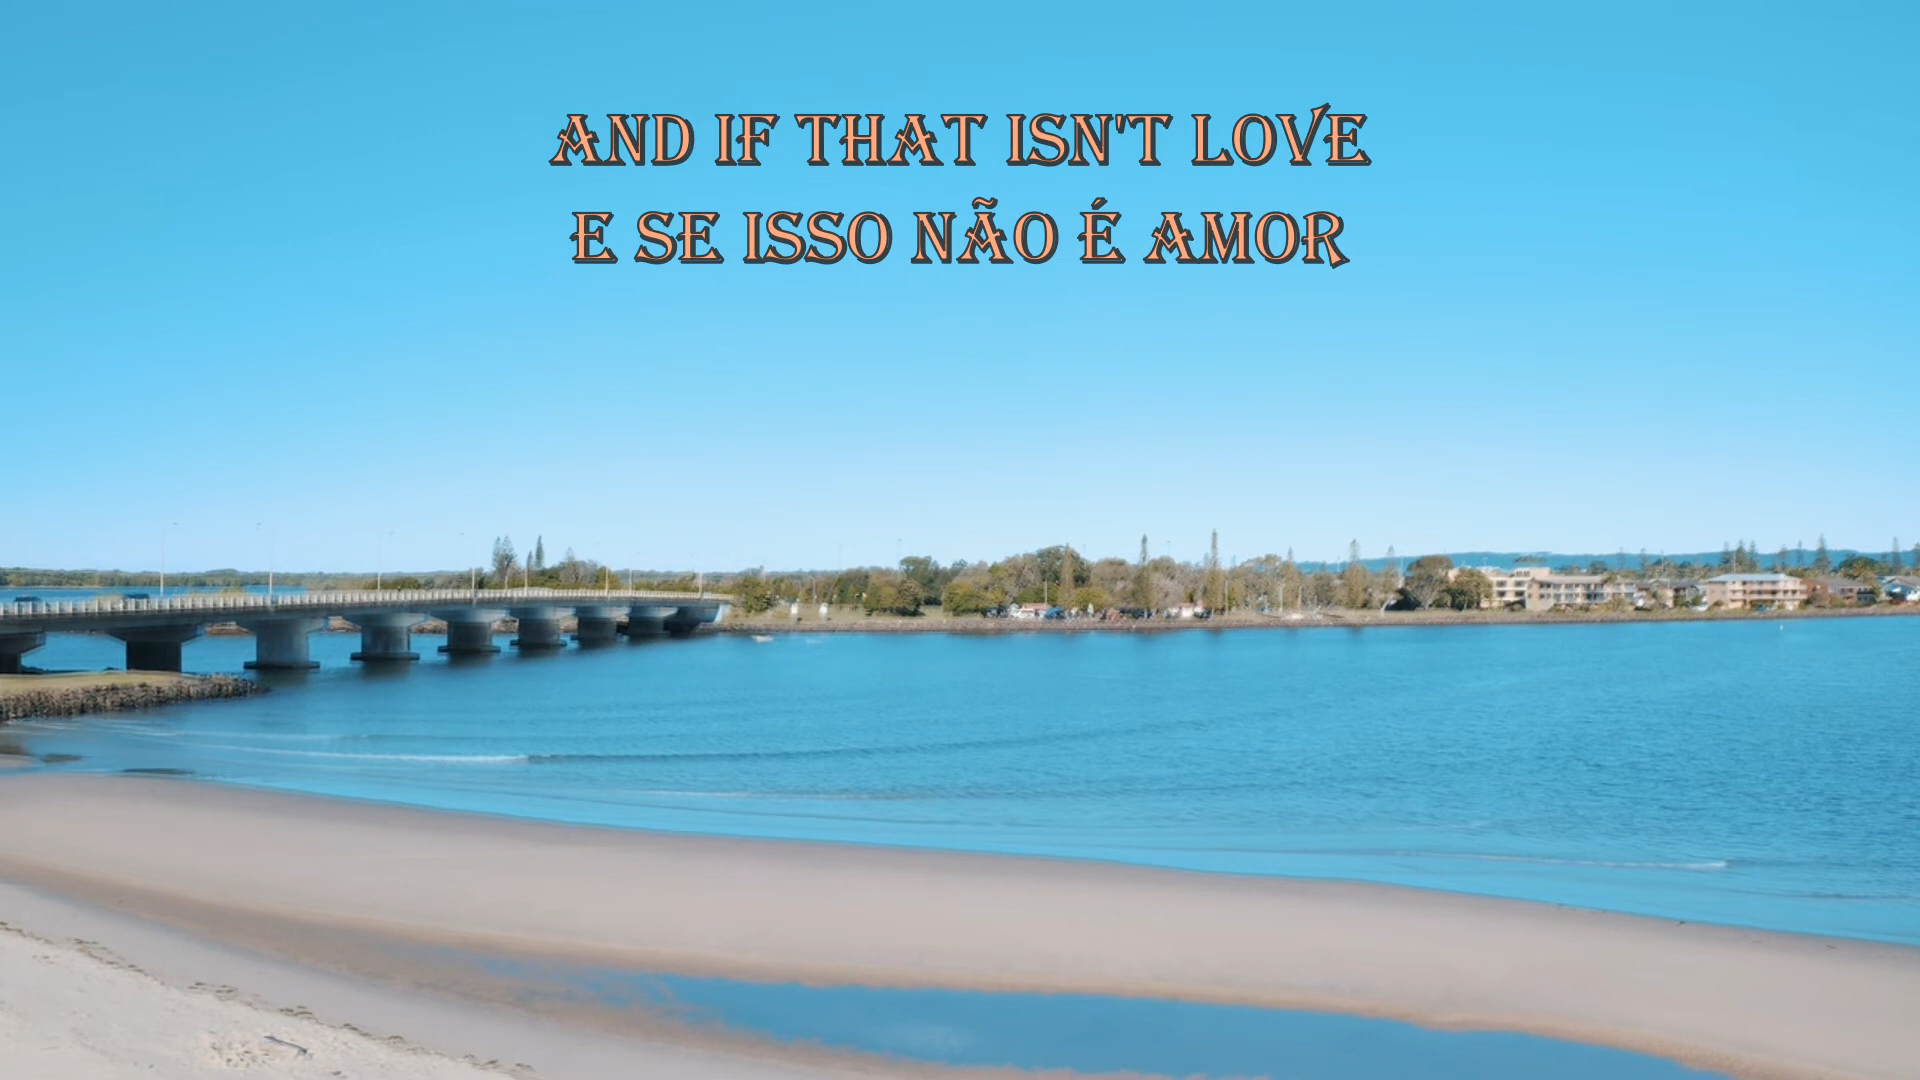 AND IF THAT ISN'T LOVE
E SE ISSO NÃO É AMOR